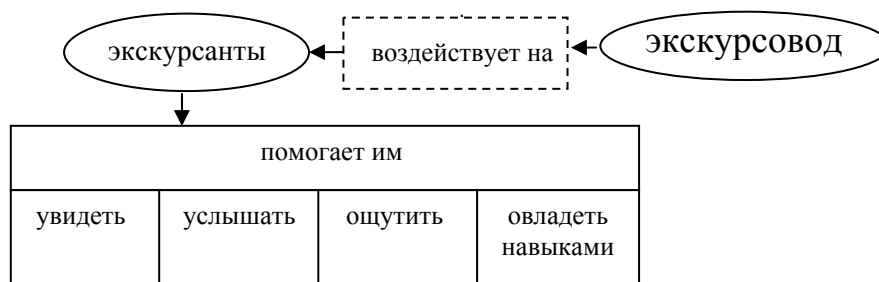 экскурсанты
воздействует на
экскурсовод
помогает им
увидеть
услышать
ощутить
овладеть
навыками